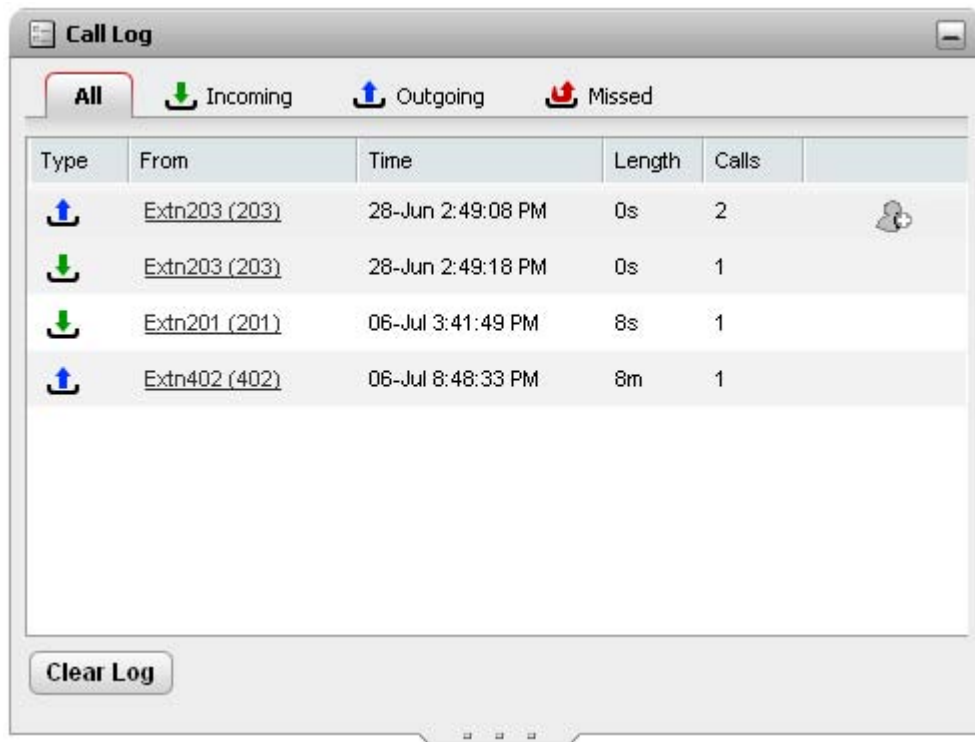 Call Log
All Incoming Outgoing Missed
Type From Time Length Calls
Extn203 (203) 28-Jun 2:49:08 PM 0s 2
Extn203 (203) 28-Jun 2:49:18 PM 0s 1
Extn201 (201) 06-Jul 3:41:49 PM 8s 1
Extn402 (402) 06-Jul 8:48:33 PM 8m 1
Clear Log